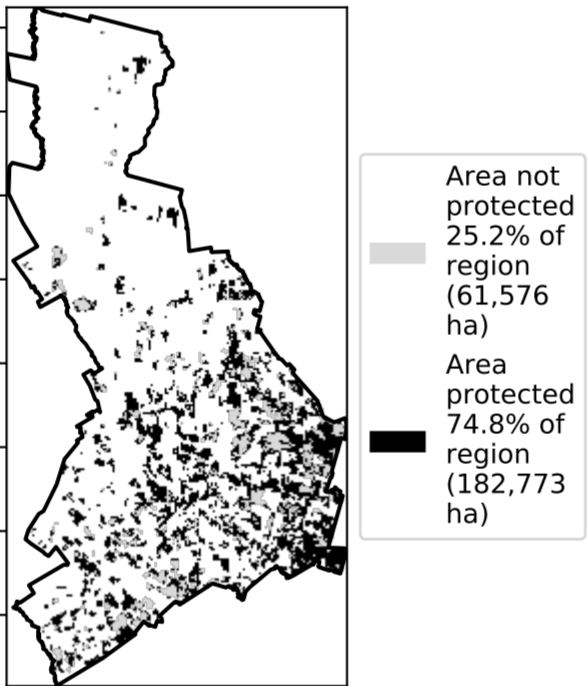 Area not
protected
25.2% of
region
(61,576
ha)
Area
protected
74.8% of
region
(182,773
ha)